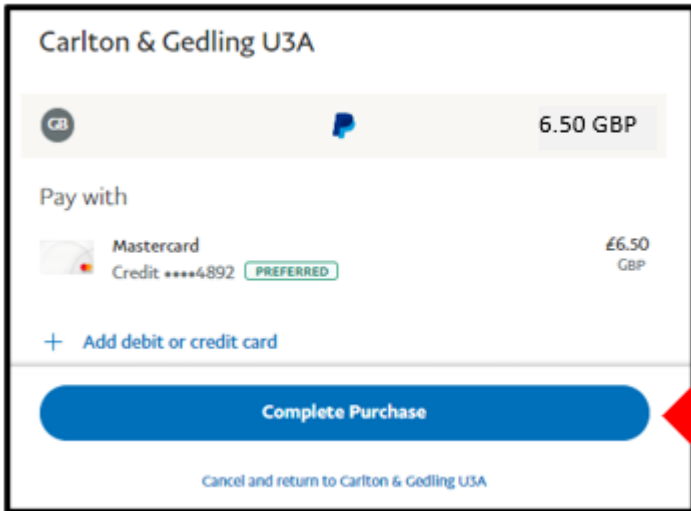 Carlton & Gedling U3A
GB 6.50 GBP
Pay with
Mastercard £6.50
Credit ••••4892 PREFERRED GBP
+ Add debit or credit card
Complete Purchase
Cancel and return to Carlton & Gedling U3A